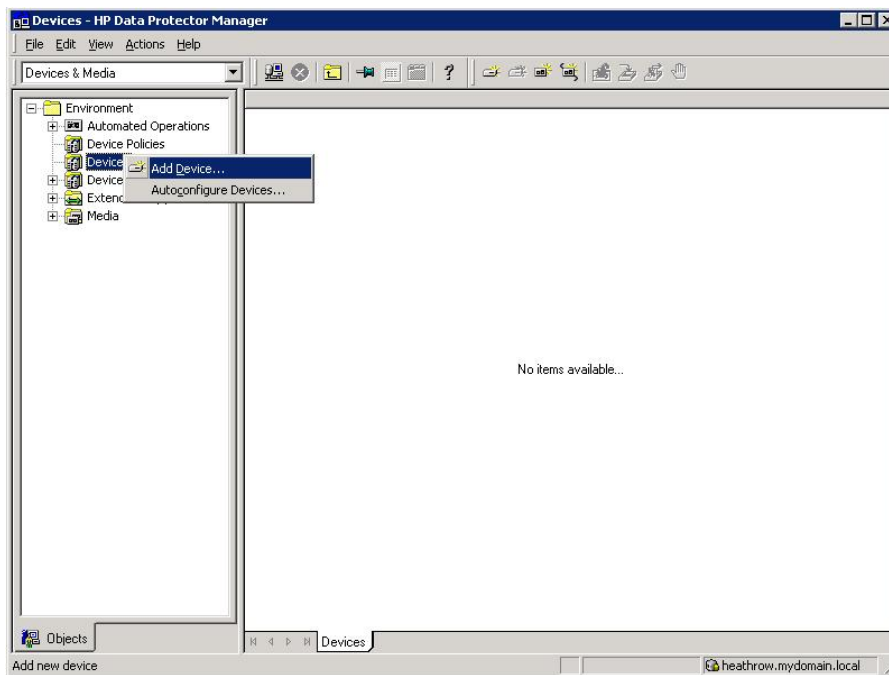 Devices - HP Data Protector Manager
File Edit View Actions Help
Devices & Media
Environment
Automated Operations
Device Policies
Device
Add Device...
Device
Autoconfigure Devices...
Exten
Media
No items available...
Objects
Devices
Add new device
heathrow.mydomain.local